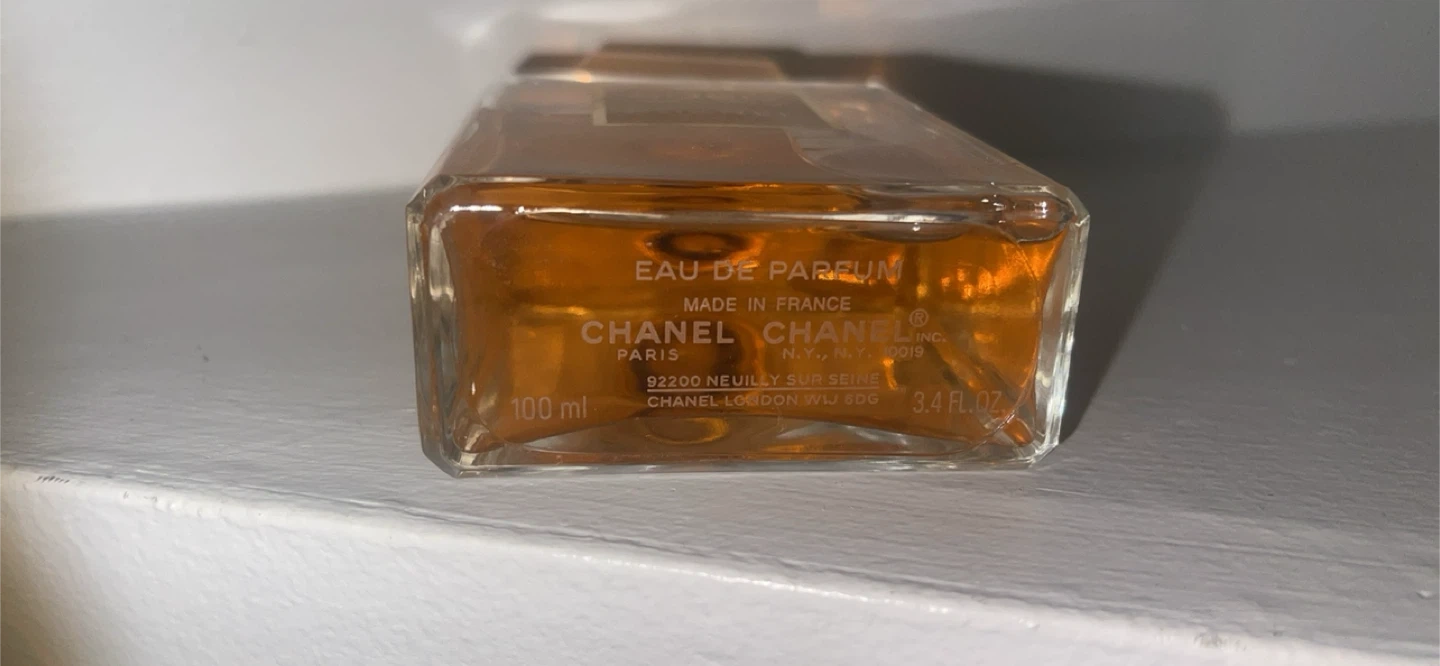 EAU DE PARFUM
MADE IN FRANCE
CHANEL CHANEL® INC.
PARIS N.Y., N.Y. 10019
92200 NEUILLY SUR SEINE
100 ml CHANEL LONDON W1J 6DG 3.4 FL.OZ.